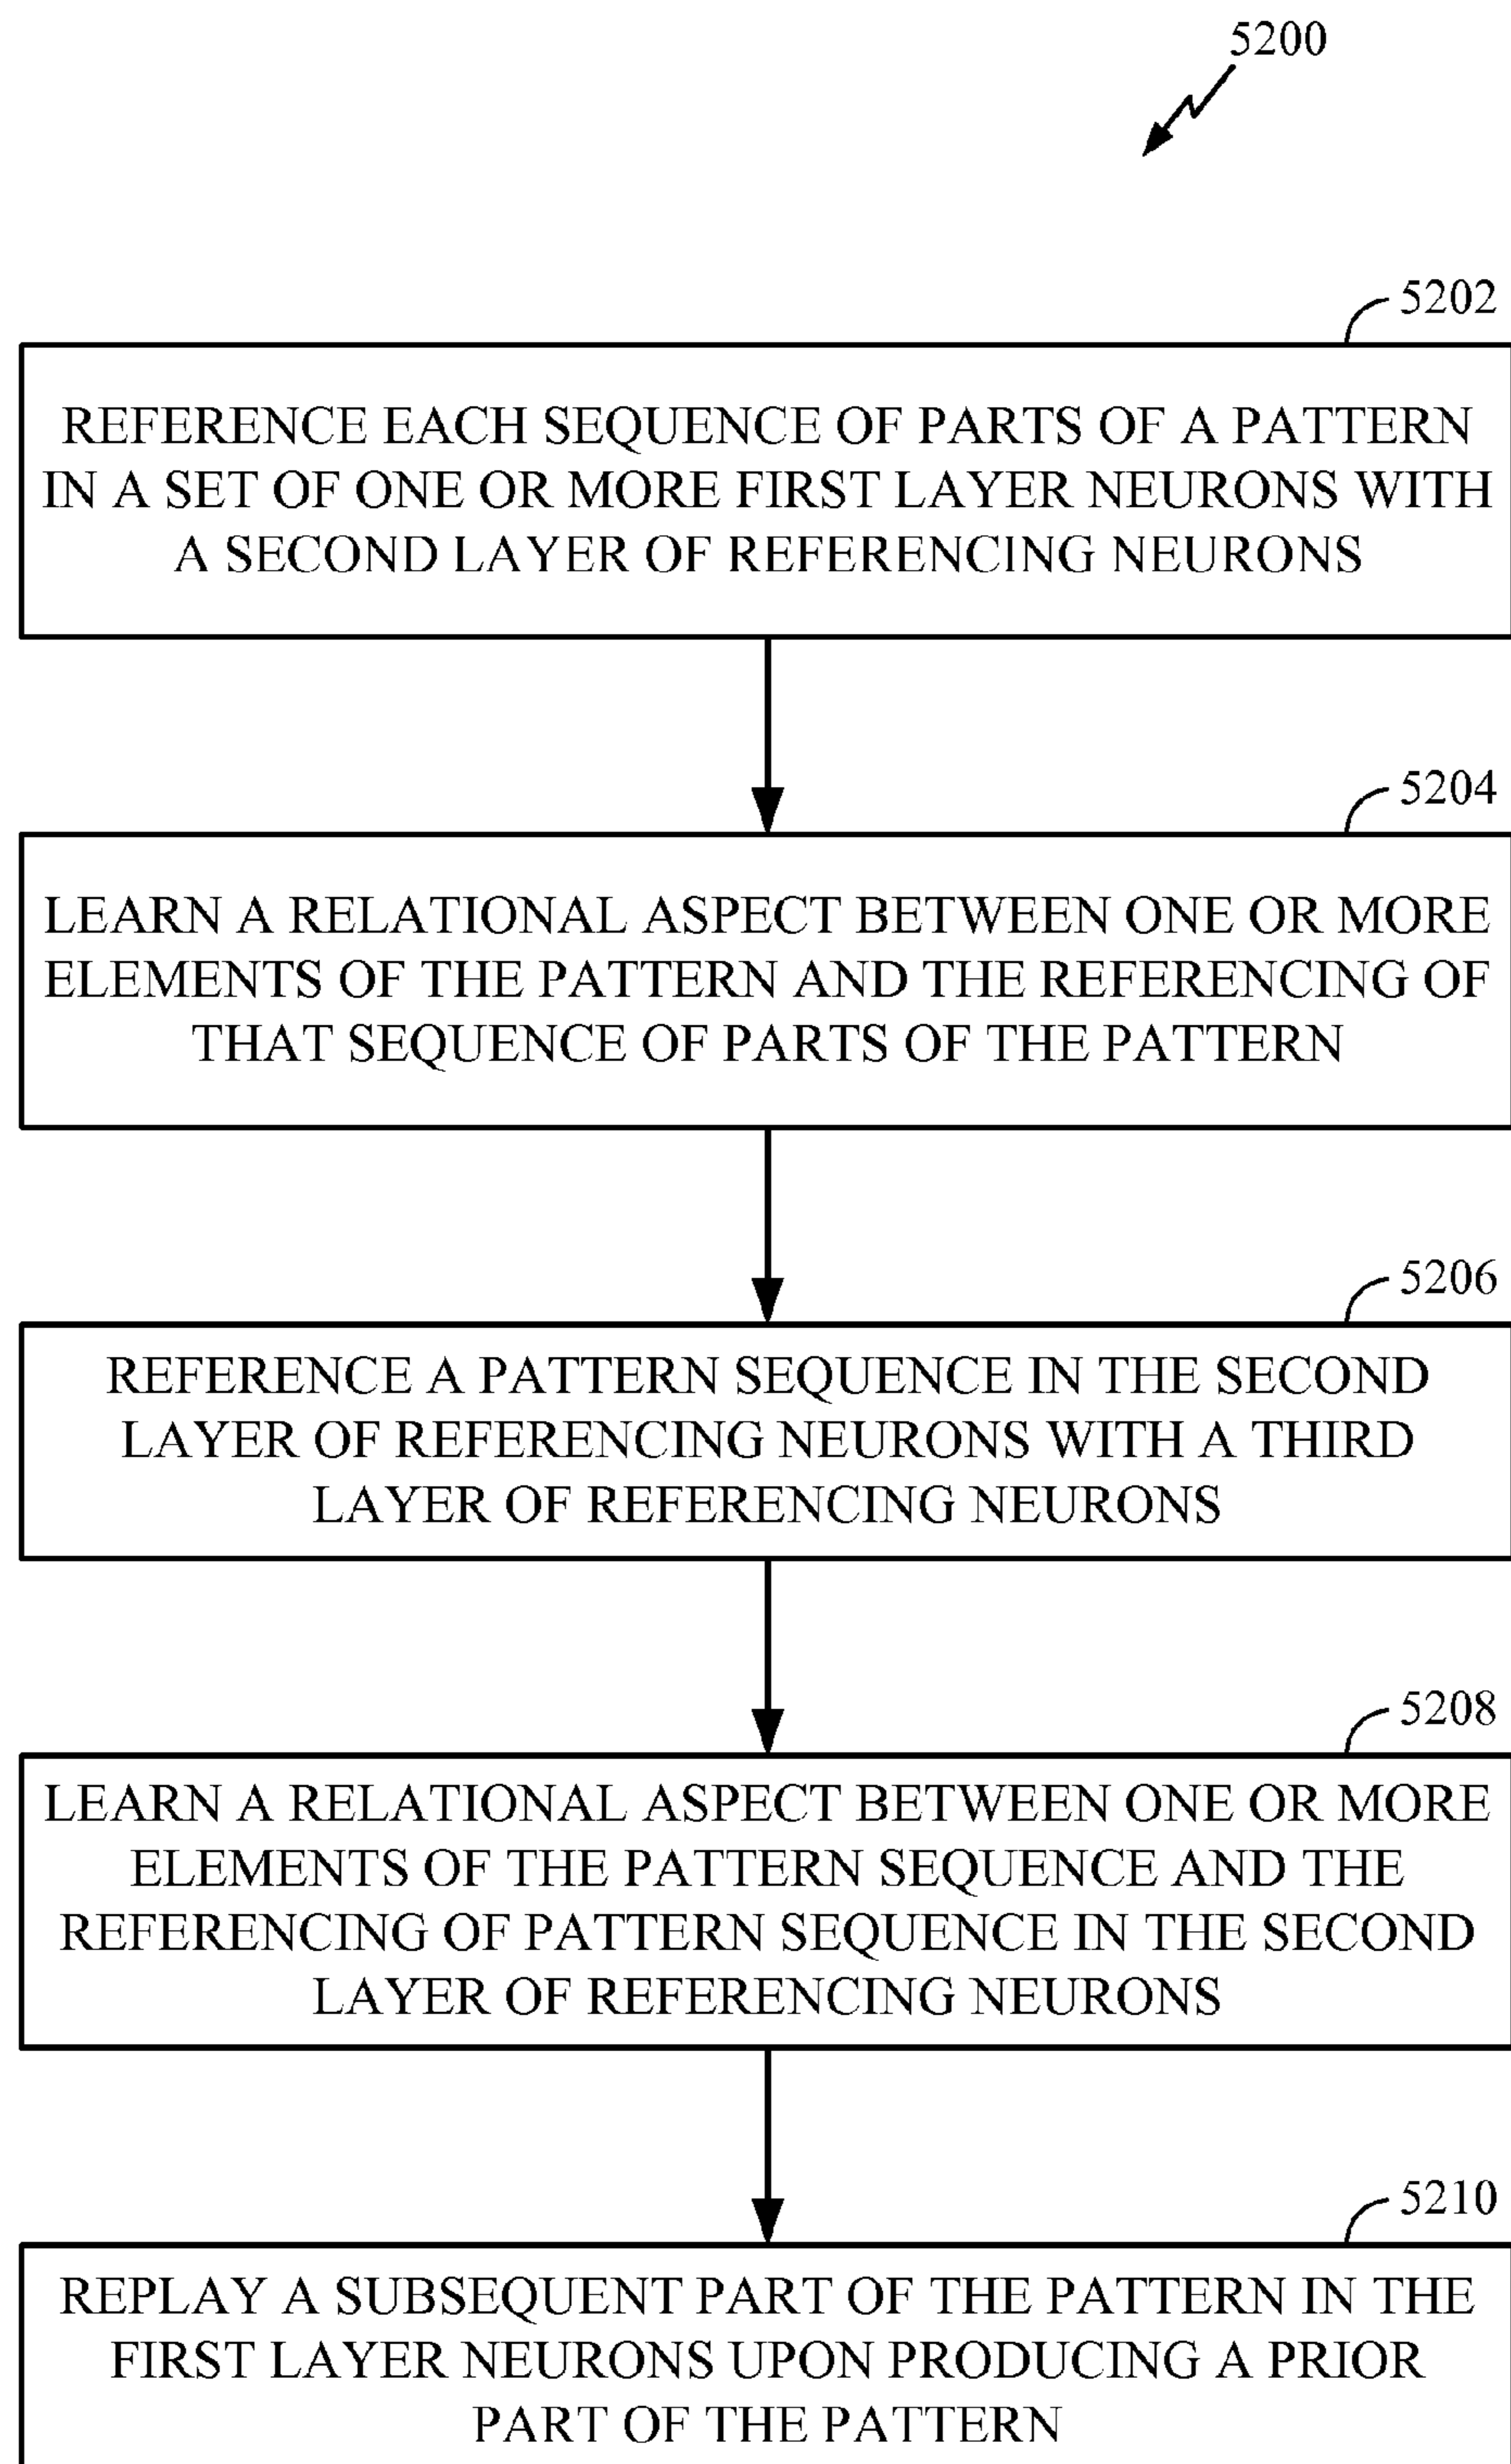 5200
5202
REFERENCE EACH SEQUENCE OF PARTS OF A PATTERN
IN A SET OF ONE OR MORE FIRST LAYER NEURONS WITH
A SECOND LAYER OF REFERENCING NEURONS
5204
LEARN A RELATIONAL ASPECT BETWEEN ONE OR MORE
ELEMENTS OF THE PATTERN AND THE REFERENCING OF
THAT SEQUENCE OF PARTS OF THE PATTERN
5206
REFERENCE A PATTERN SEQUENCE IN THE SECOND
LAYER OF REFERENCING NEURONS WITH A THIRD
LAYER OF REFERENCING NEURONS
5208
LEARN A RELATIONAL ASPECT BETWEEN ONE OR MORE
ELEMENTS OF THE PATTERN SEQUENCE AND THE
REFERENCING OF PATTERN SEQUENCE IN THE SECOND
LAYER OF REFERENCING NEURONS
5210
REPLAY A SUBSEQUENT PART OF THE PATTERN IN THE
FIRST LAYER NEURONS UPON PRODUCING A PRIOR
PART OF THE PATTERN